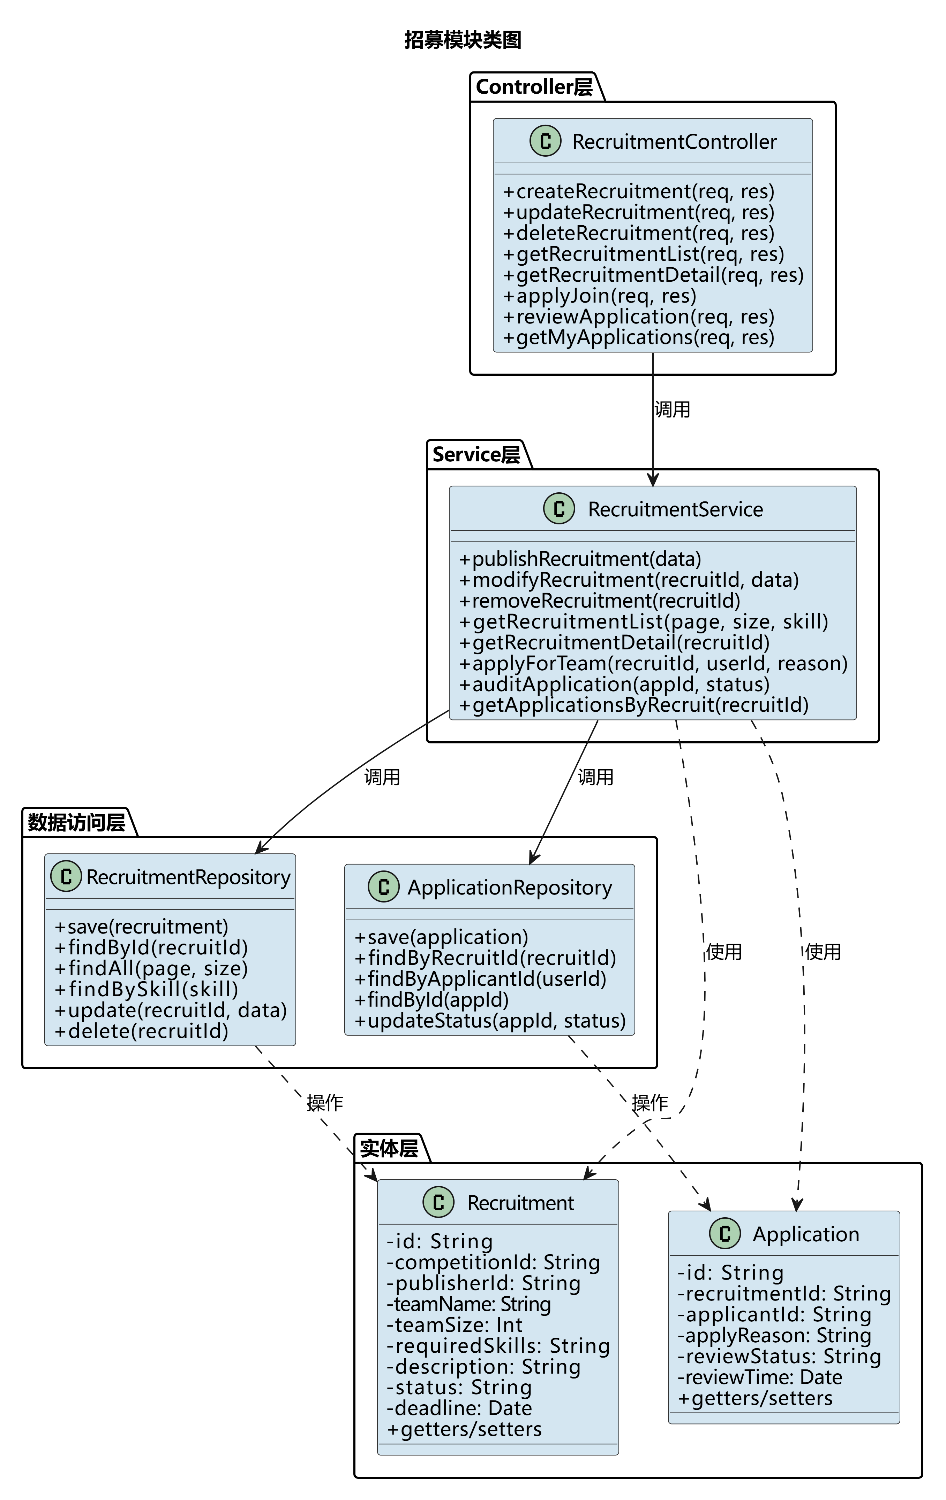 招募模块类图
Controller层
C RecruitmentController
+createRecruitment(req, res)
+updateRecruitment(req, res)
+deleteRecruitment(req, res)
+getRecruitmentList(req, res)
+getRecruitmentDetail(req, res)
+applyJoin(req, res)
+reviewApplication(req, res)
+getMyApplications(req, res)
调用
Service层
C RecruitmentService
+publishRecruitment(data)
+modifyRecruitment(recruitId, data)
+removeRecruitment(recruitId)
+getRecruitmentList(page, size, skill)
+getRecruitmentDetail(recruitId)
+applyForTeam(recruitId, userId, reason)
+auditApplication(appId, status)
+getApplicationsByRecruit(recruitId)
调用
调用
数据访问层
C RecruitmentRepository
+save(recruitment)
+findById(recruitId)
+findAll(page, size)
+findBySkill(skill)
+update(recruitId, data)
+delete(recruitId)
C ApplicationRepository
+save(application)
+findByRecruitId(recruitId)
+findByApplicantId(userId)
+findById(appId)
+updateStatus(appId, status)
使用
使用
操作
操作
实体层
C Recruitment
-id: String
-competitionId: String
-publisherId: String
-teamName: String
-teamSize: Int
-requiredSkills: String
-description: String
-status: String
-deadline: Date
+getters/setters
C Application
-id: String
-recruitmentId: String
-applicantId: String
-applyReason: String
-reviewStatus: String
-reviewTime: Date
+getters/setters